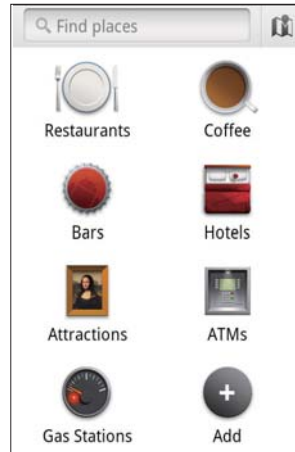 Find places
Restaurants Coffee
Bars Hotels
Attractions ATMs
Gas Stations Add